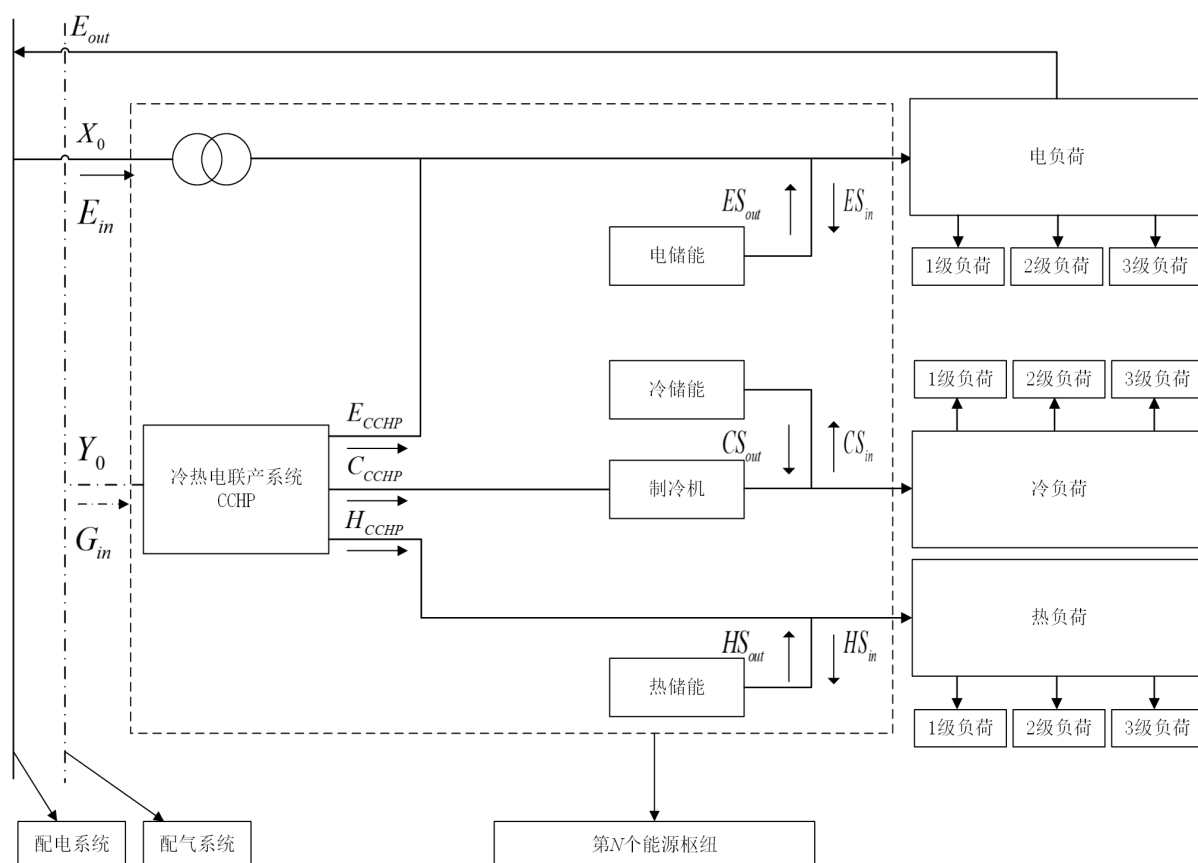 E_out
X_0
E_in
电负荷
ES_out
ES_in
电储能
1级负荷
2级负荷
3级负荷
冷储能
1级负荷
2级负荷
3级负荷
E_CCHP
Y_0
冷热电联产系统
CCHP
C_CCHP
CS_out
CS_in
制冷机
冷负荷
G_in
H_CCHP
热负荷
HS_out
HS_in
热储能
1级负荷
2级负荷
3级负荷
配电系统
配气系统
第N个能源枢纽